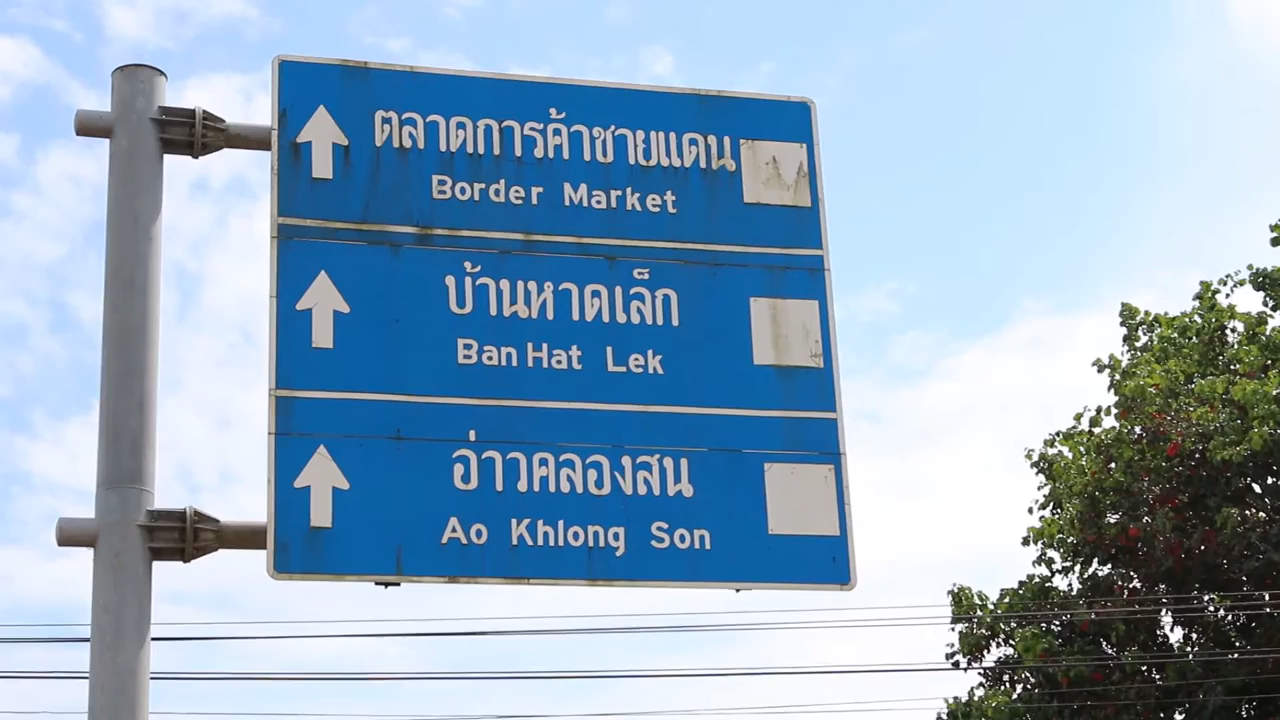 ตลาดการค้าชายแดน
Border Market
บ้านหาดเล็ก
Ban Hat Lek
อ่าวคลองสน
Ao Khlong Son